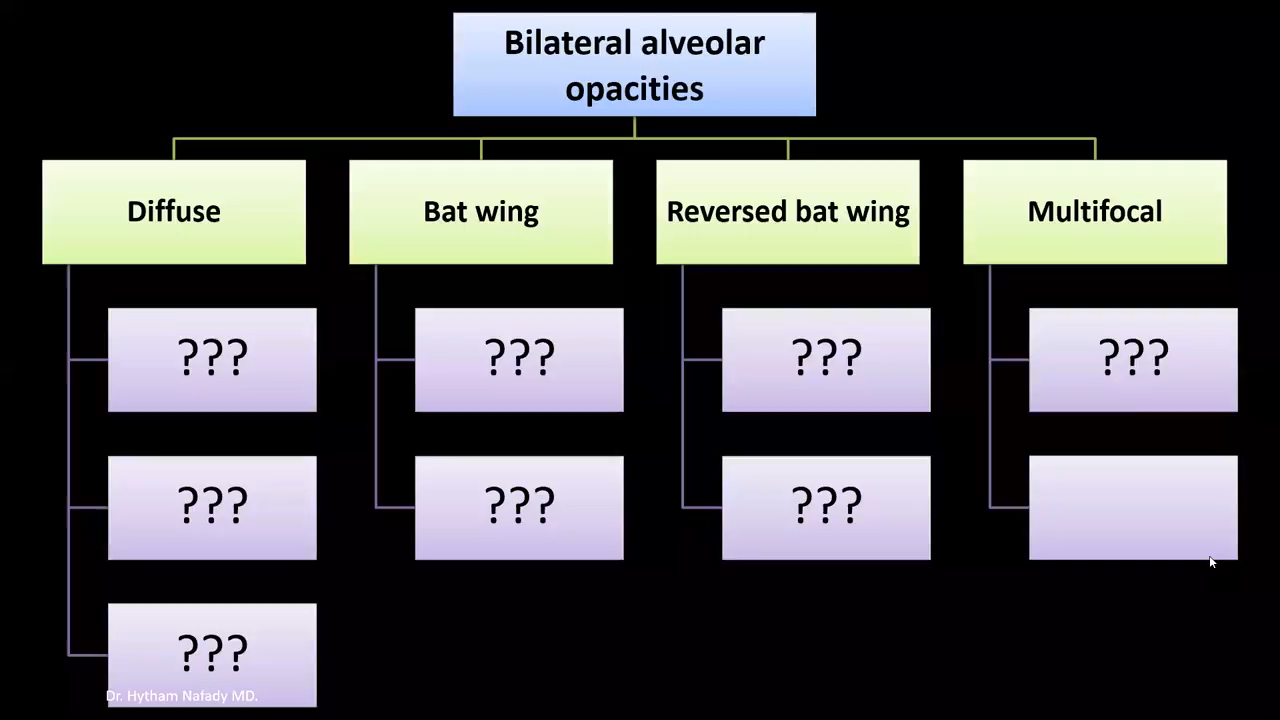 Bilateral alveolar
opacities
Diffuse
Bat wing
Reversed bat wing
Multifocal
???
???
???
???
???
???
???
???
Dr. Hytham Nafady MD.